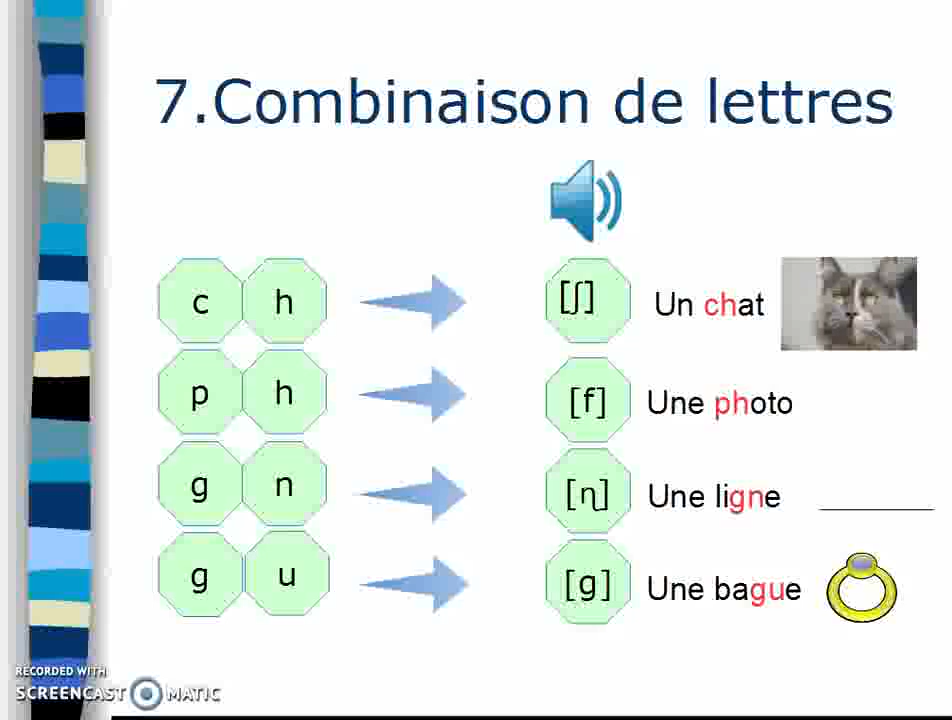 7.Combinaison de lettres
c h [ʃ] Un chat
p h [f] Une photo
g n [ɳ] Une ligne
g u [g] Une bague
RECORDED WITH
SCREENCAST MATIC